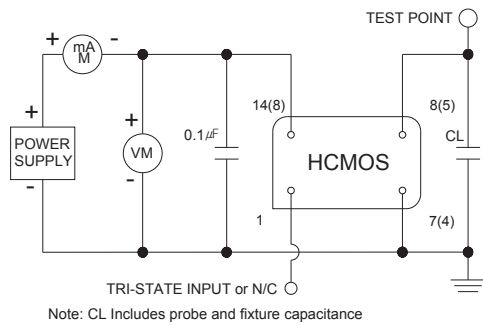 TEST POINT
+ mA M -
14(8) 8(5)
+
POWER SUPPLY
-
+
VM
-
0.1μF
HCMOS
CL
1 7(4)
TRI-STATE INPUT or N/C
Note: CL Includes probe and fixture capacitance